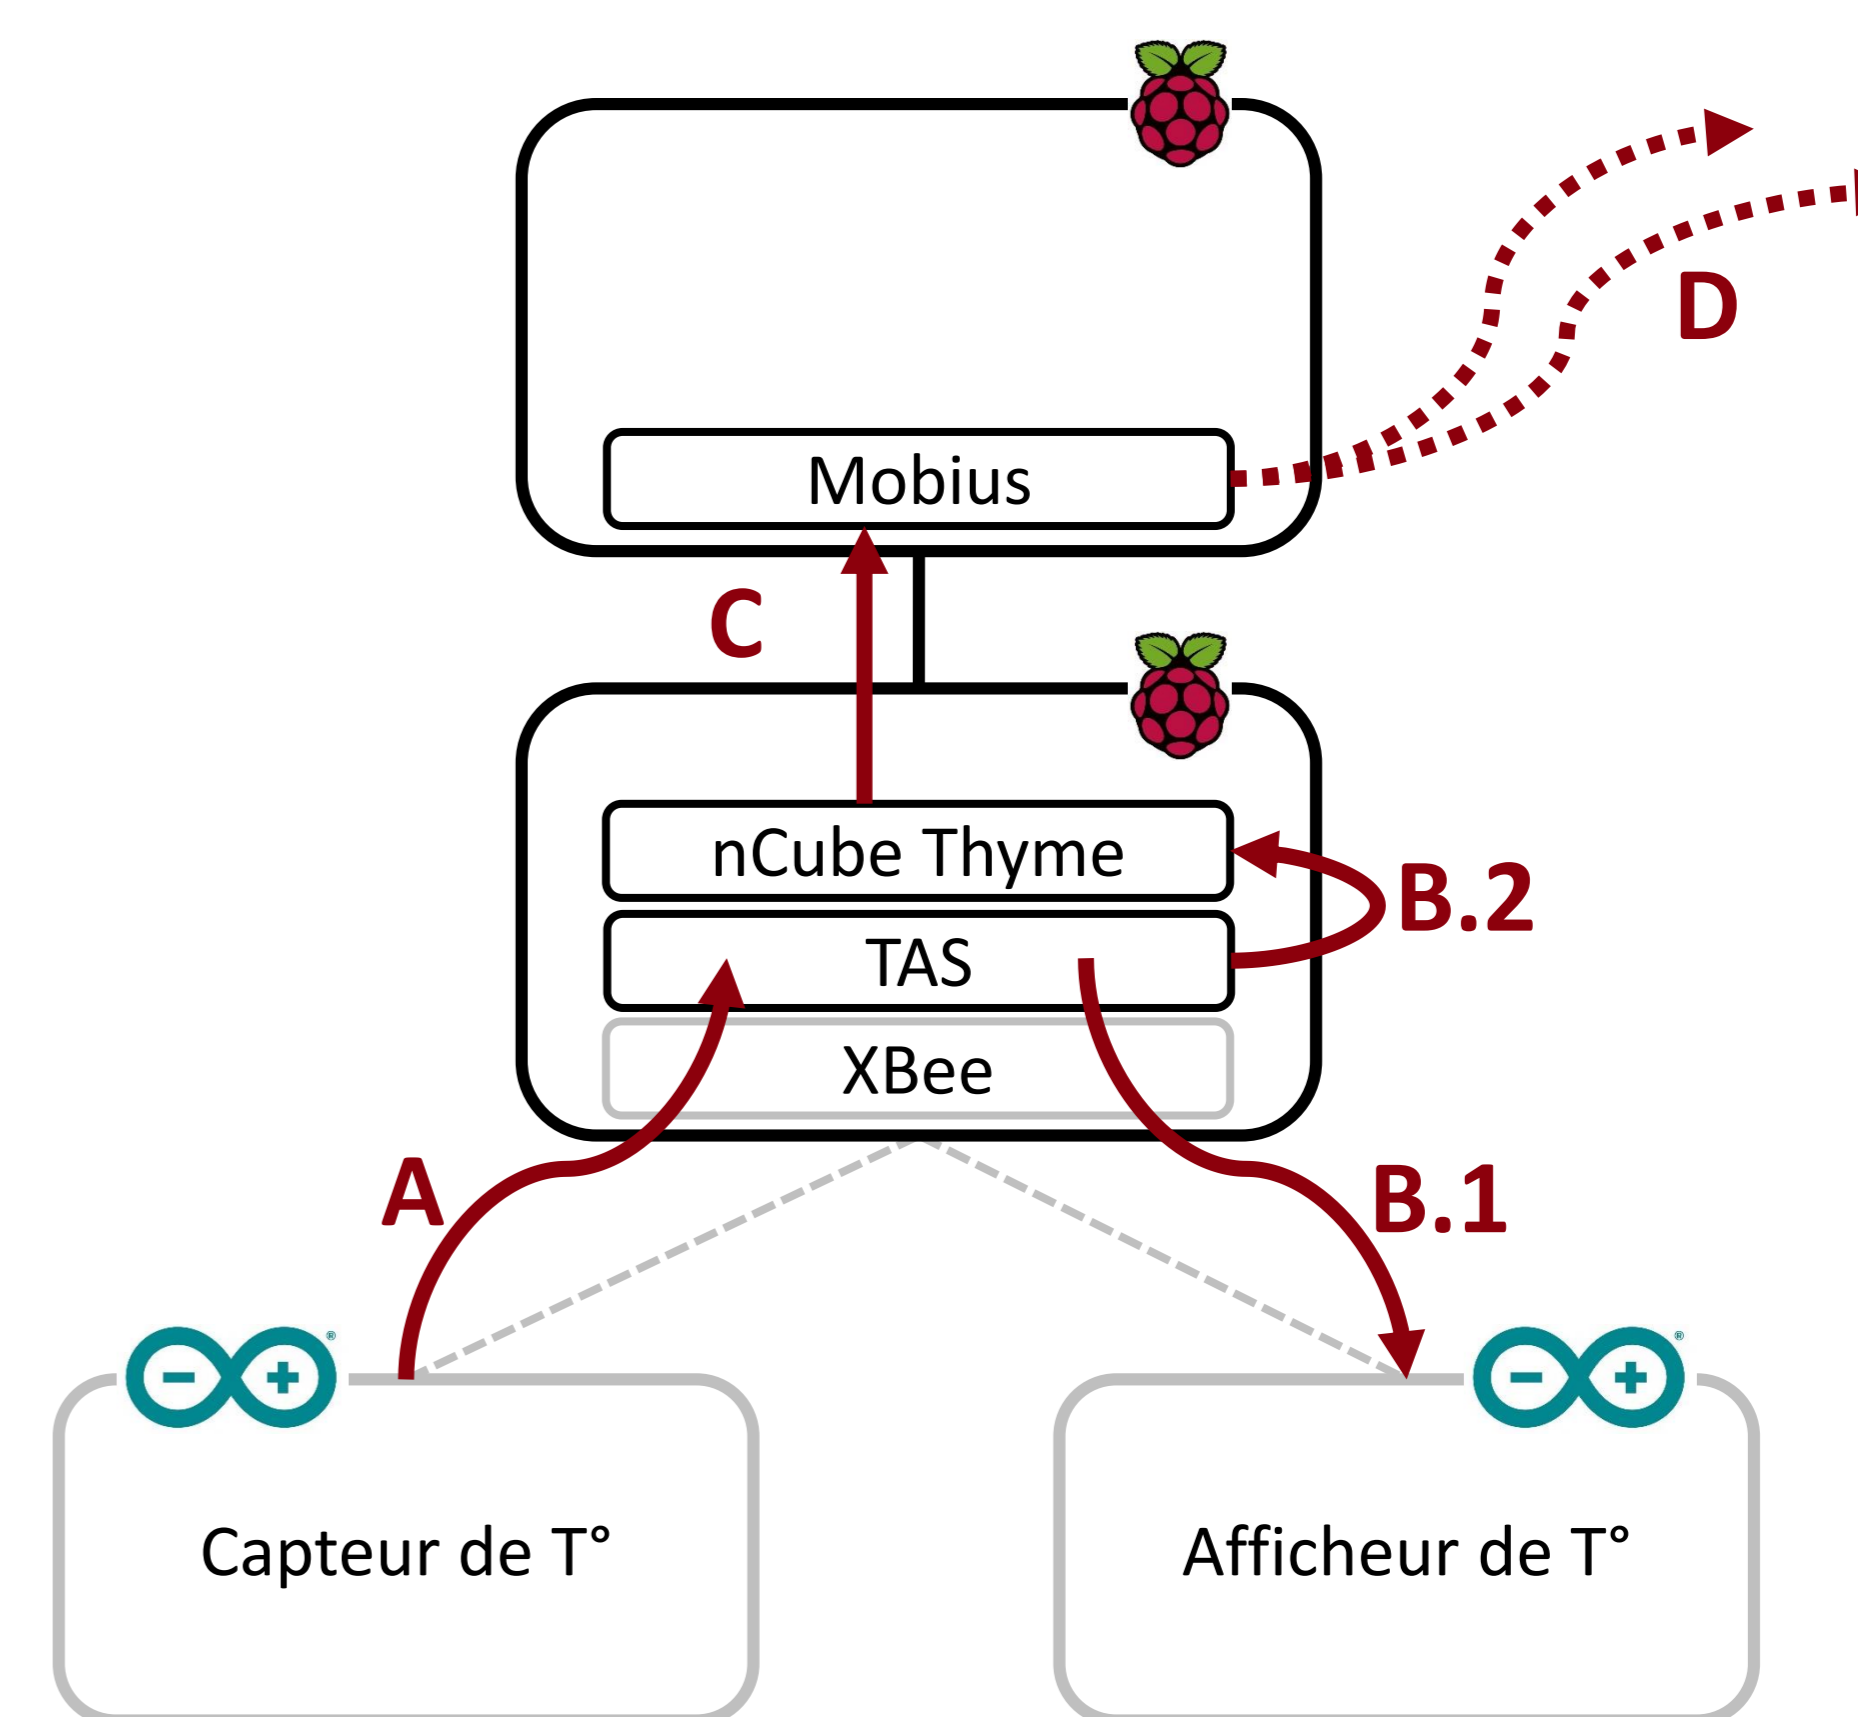 D
Mobius
C
nCube Thyme
B.2
TAS
XBee
A
B.1
®
®
Capteur de T°
Afficheur de T°